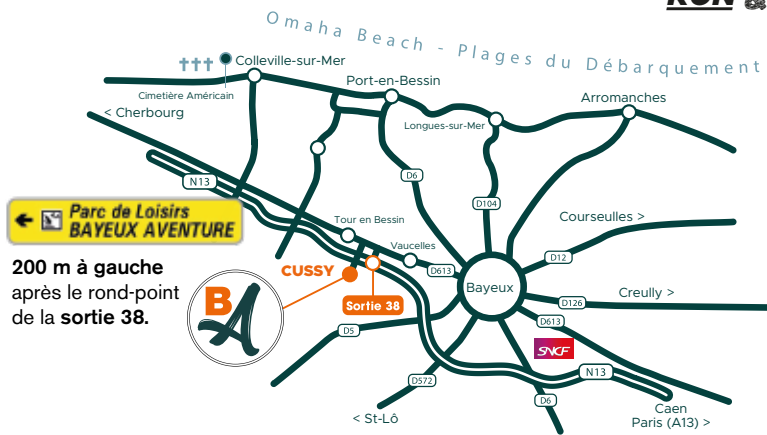 RUN &
Omaha Beach - Plages du Débarquement
Colleville-sur-Mer
Port-en-Bessin
Cimetière Américain
Arromanches
< Cherbourg
Longues-sur-Mer
N13
D6
D104
Parc de Loisirs
BAYEUX AVENTURE
Tour en Bessin
Courseulles >
Vaucelles
D12
200 m à gauche
après le rond-point
de la sortie 38.
CUSSY
D613
Bayeux
Creully >
BA
Sortie 38
D126
D613
D5
SNCF
N13
D572
D6
< St-Lô
Caen
Paris (A13) >